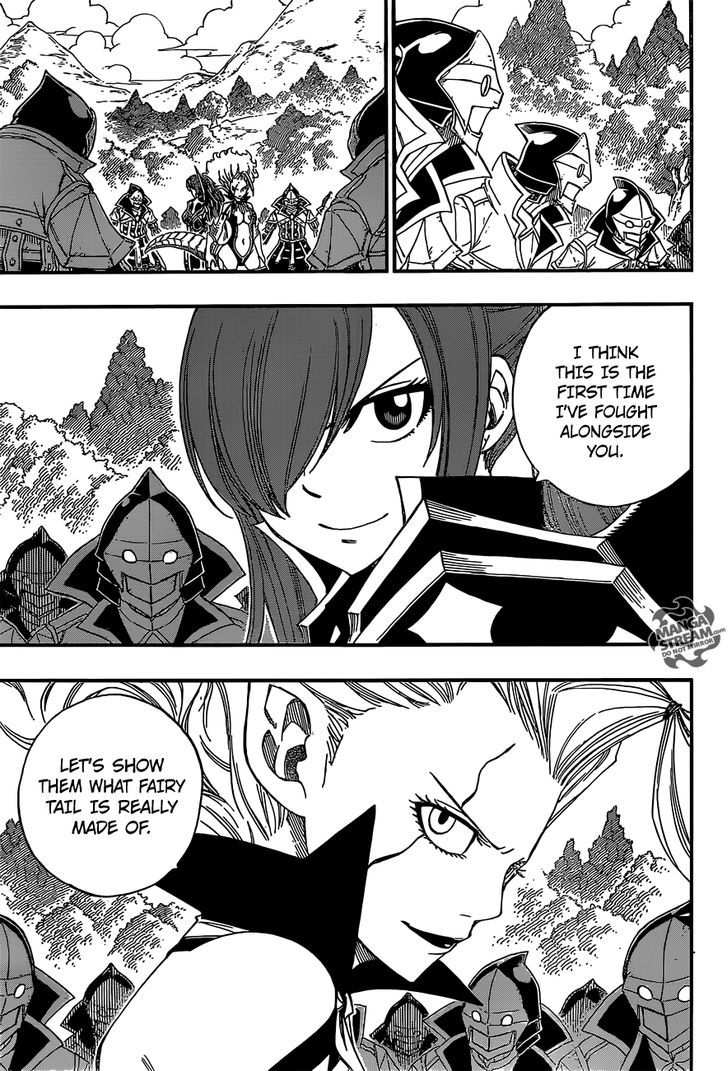 I THINK
THIS IS THE
FIRST TIME
I'VE FOUGHT
ALONGSIDE
YOU.
MANGA
STREAM.com
DO NOT MIRROR!
LET'S SHOW
THEM WHAT FAIRY
TAIL IS REALLY
MADE OF.